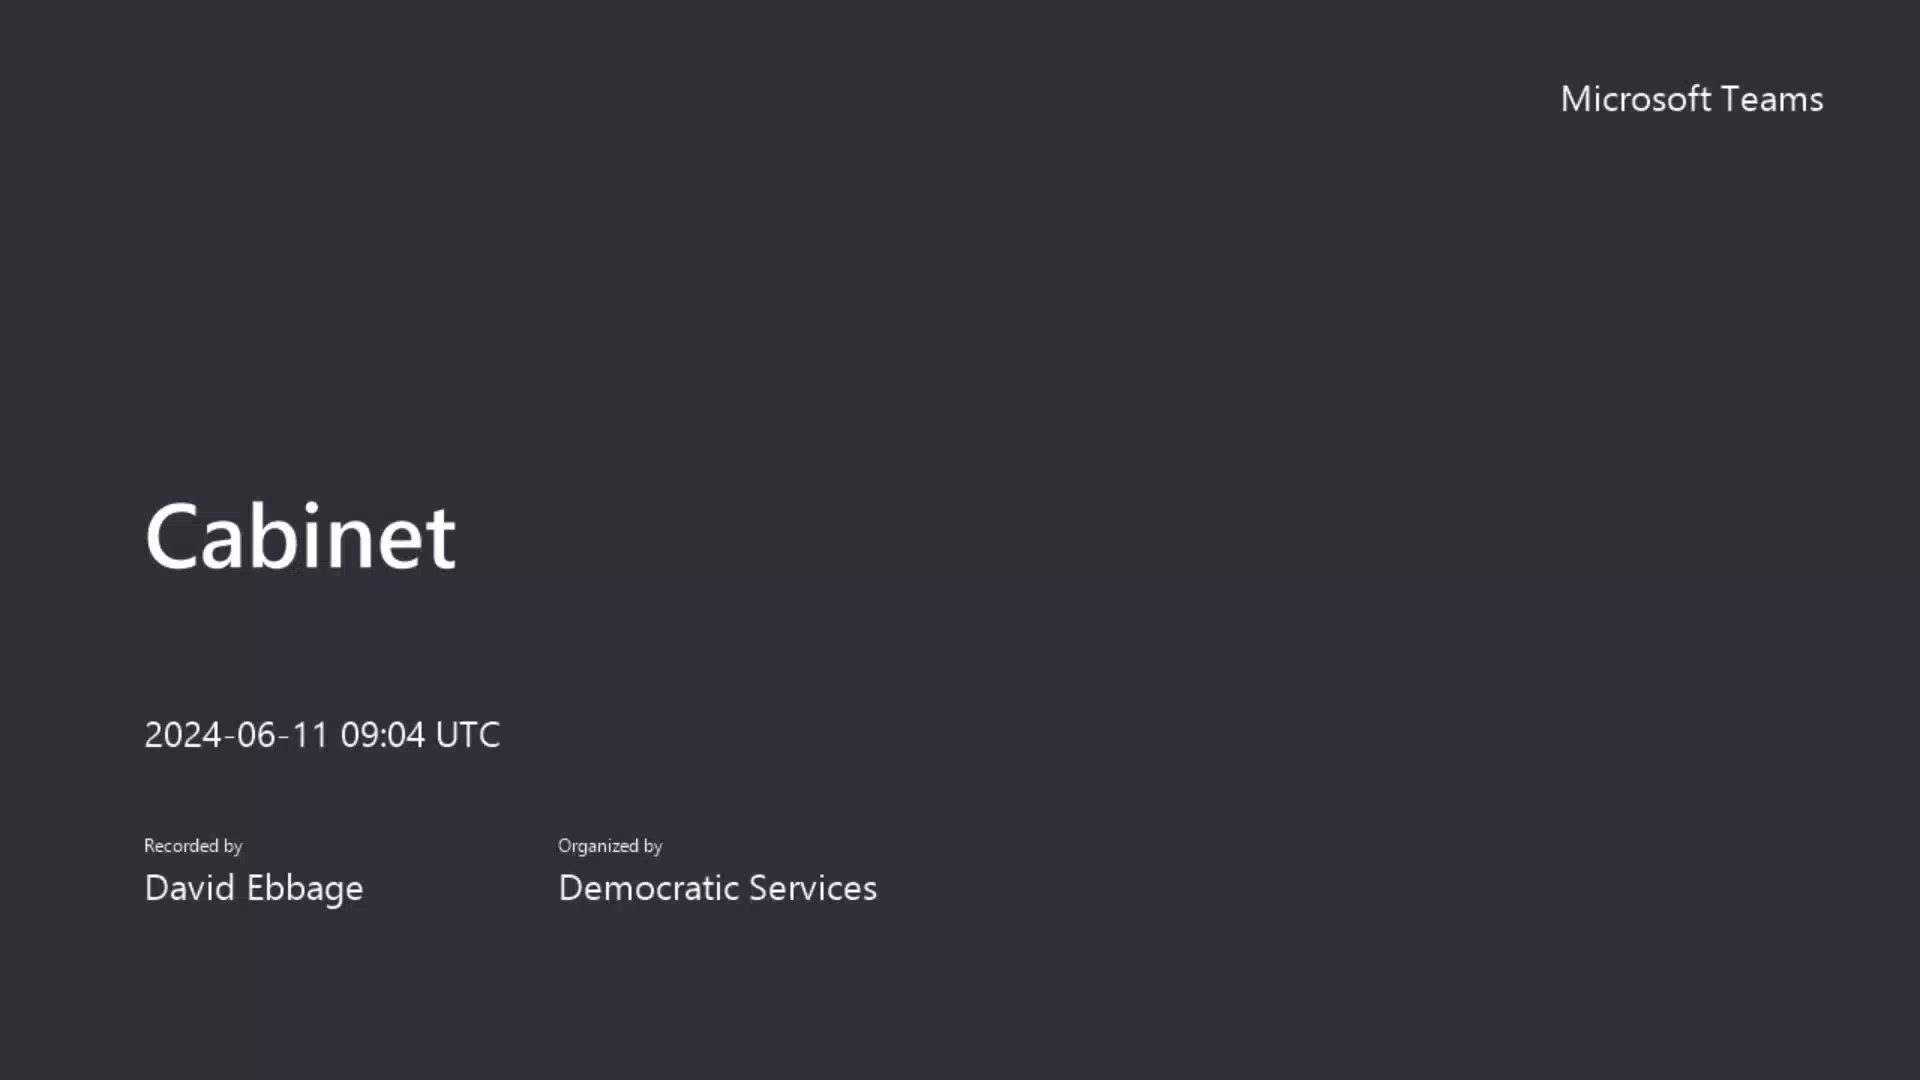 Microsoft Teams
Cabinet
2024-06-11 09:04 UTC
Recorded by
David Ebbage
Organized by
Democratic Services